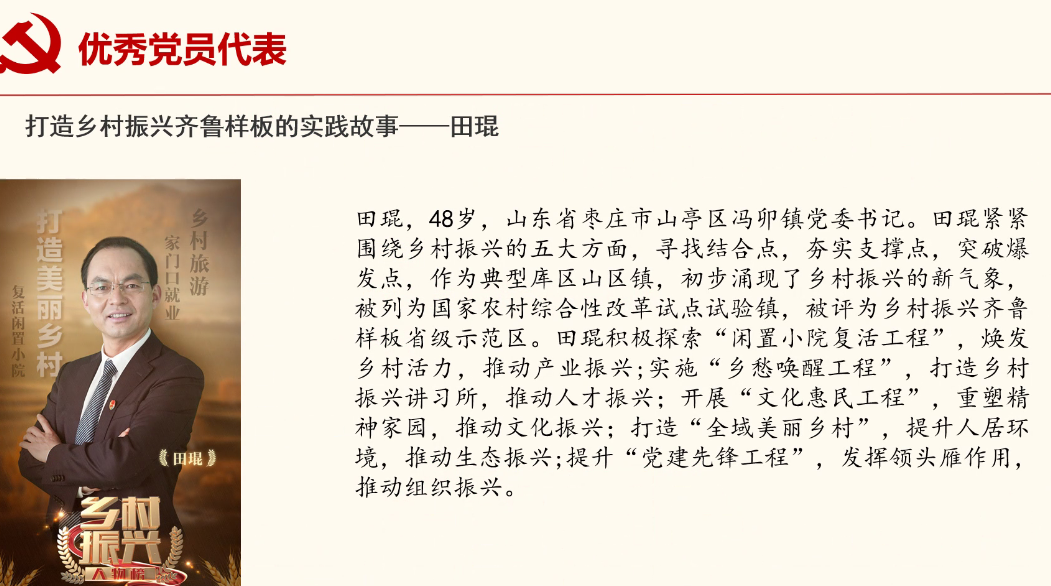 优秀党员代表
打造乡村振兴齐鲁样板的实践故事——田琨
打造美丽乡村
复活闲置小院
乡村旅游
家门口就业
《田琨》
乡村
振兴
人物榜
田琨，48岁，山东省枣庄市山亭区冯卯镇党委书记。田琨紧紧
围绕乡村振兴的五大方面，寻找结合点，夯实支撑点，突破爆
发点，作为典型库区山区镇，初步涌现了乡村振兴的新气象，
被列为国家农村综合性改革试点试验镇，被评为乡村振兴齐鲁
样板省级示范区。田琨积极探索“闲置小院复活工程”，焕发
乡村活力，推动产业振兴;实施“乡愁唤醒工程”，打造乡村
振兴讲习所，推动人才振兴；开展“文化惠民工程”，重塑精
神家园，推动文化振兴；打造“全域美丽乡村”，提升人居环
境，推动生态振兴;提升“党建先锋工程”，发挥领头雁作用，
推动组织振兴。